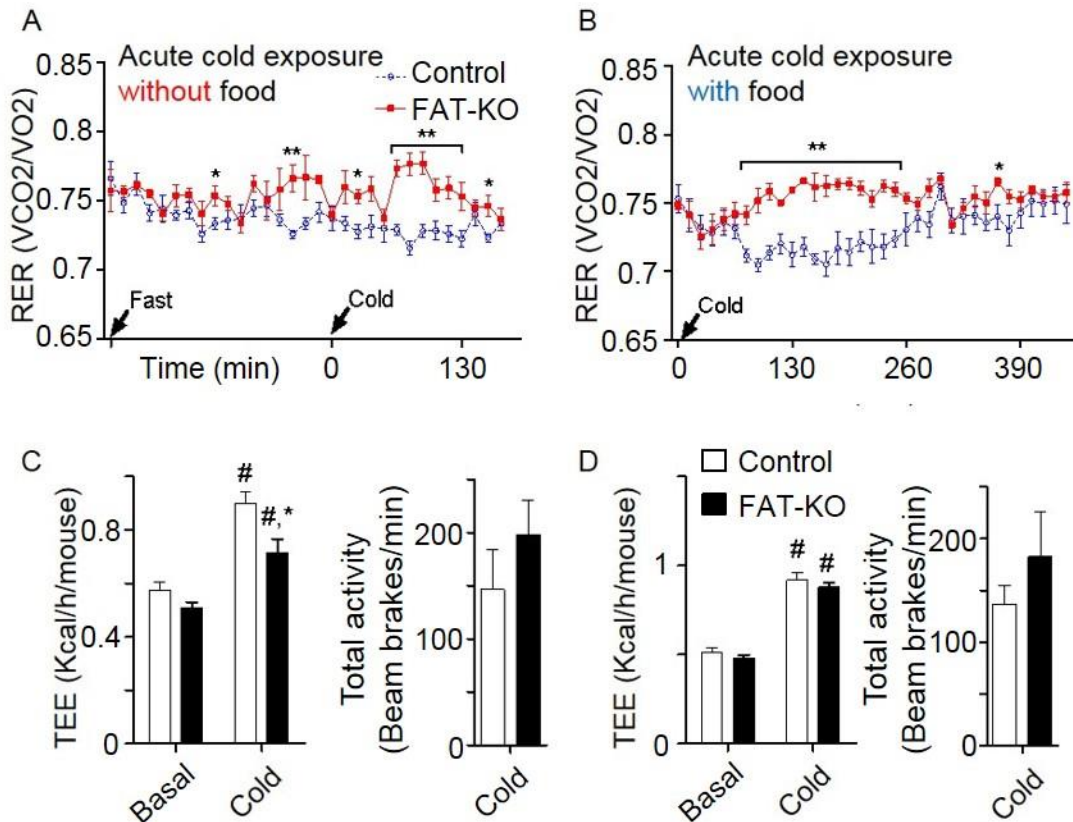 A
Acute cold exposure
without food
Control
FAT-KO
RER (VCO2/VO2)
0.85
0.8
0.75
0.7
0.65
*
**
*
**
*
Fast
Cold
Time (min)
0
130
B
Acute cold exposure
with food
RER (VCO2/VO2)
0.85
0.8
0.75
0.7
0.65
**
*
Cold
0
130
260
390
C
TEE (Kcal/h/mouse)
0.8
0.4
0
#
#,*
Basal
Cold
Total activity
(Beam brakes/min)
200
100
0
Cold
D
Control
FAT-KO
TEE (Kcal/h/mouse)
1
1
0
#
#
Basal
Cold
Total activity
(Beam brakes/min)
200
100
0
Cold